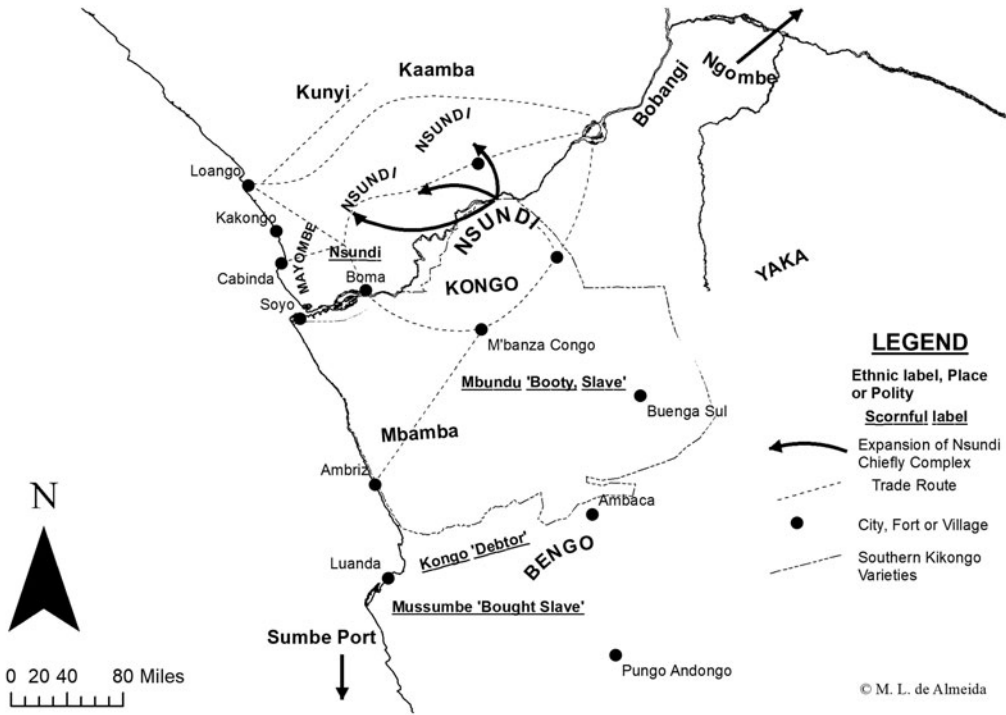 Ngombe
Bobangi
Kaamba
Kunyi
NSUNDI
Loango
NSUNDI
Kakongo
NSUNDI
MAYOMBE
Nsundi
Cabinda
Boma
YAKA
KONGO
Soyo
M'banza Congo
LEGEND
Ethnic label, Place
or Polity
Scornful label
Expansion of Nsundi
Chiefly Complex
Trade Route
City, Fort or Village
Southern Kikongo
Varieties
Mbundu 'Booty, Slave'
Buenga Sul
Mbamba
Ambriz
N
Ambaca
Kongo 'Debtor'
BENGO
Luanda
Mussumbe 'Bought Slave'
Sumbe Port
Pungo Andongo
0 20 40 80 Miles
© M. L. de Almeida